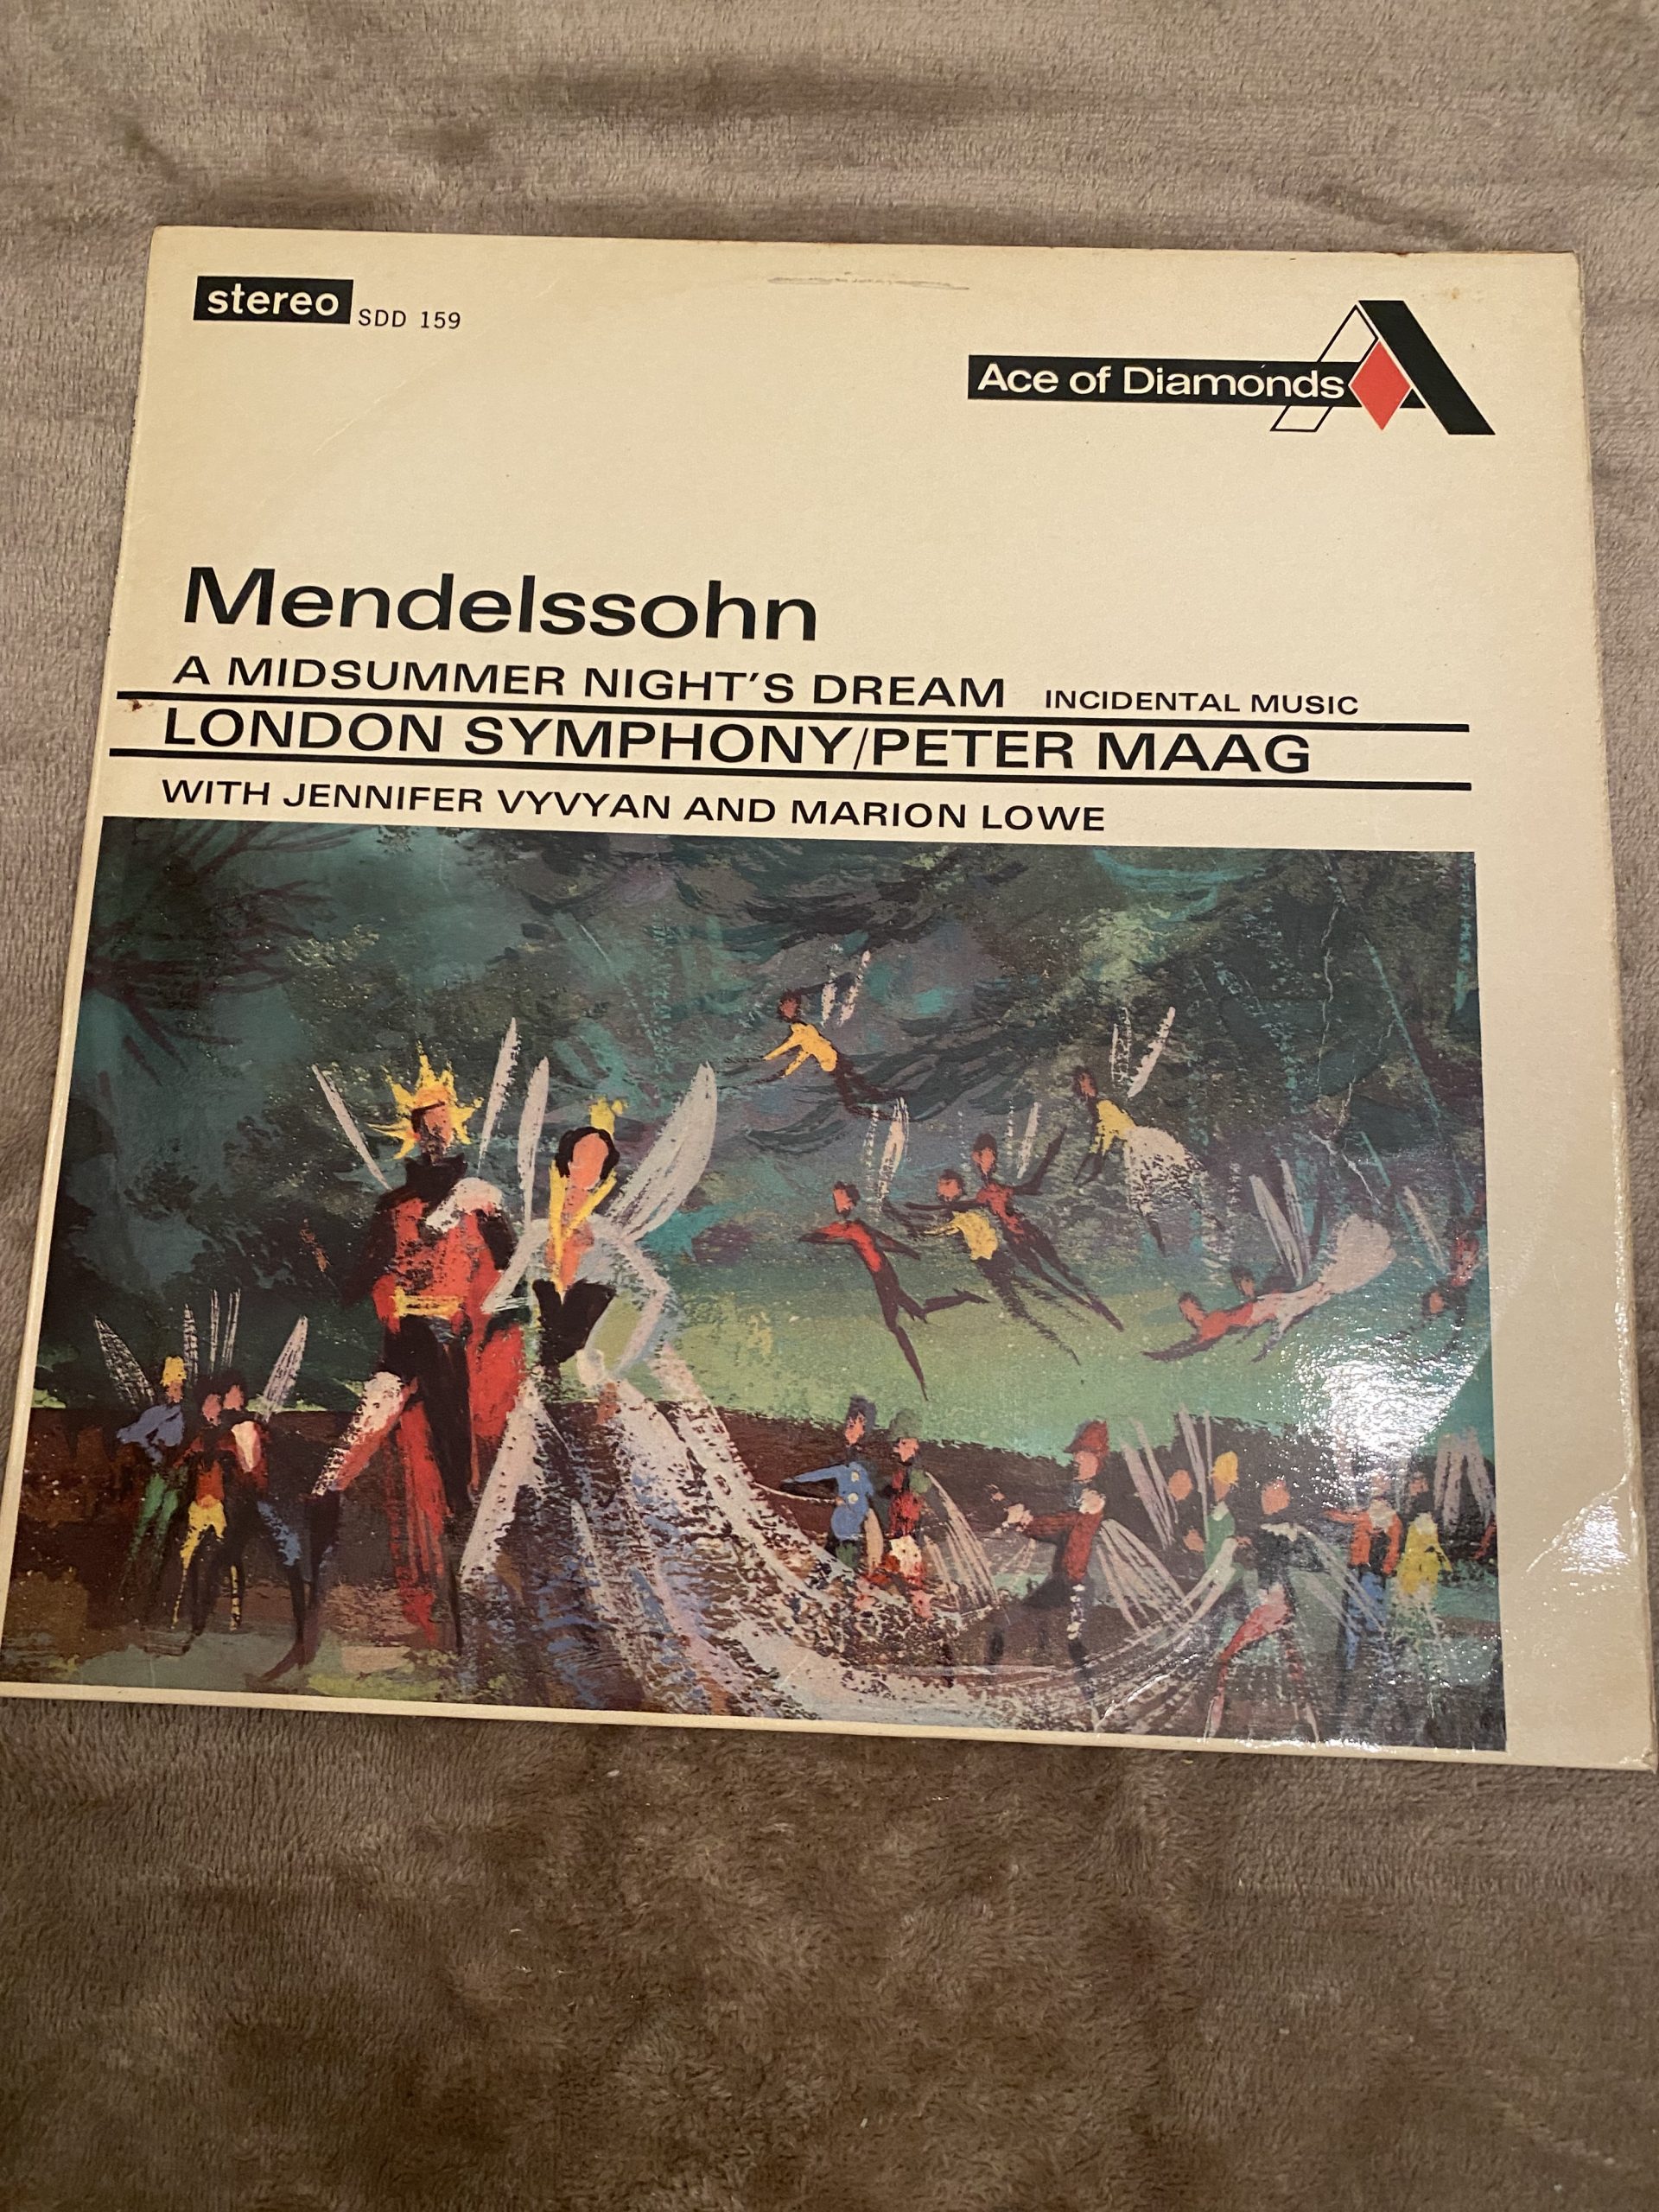 stereo SDD 159
Ace of Diamonds
Mendelssohn
A MIDSUMMER NIGHT'S DREAM INCIDENTAL MUSIC
LONDON SYMPHONY/PETER MAAG
WITH JENNIFER VYVYAN AND MARION LOWE